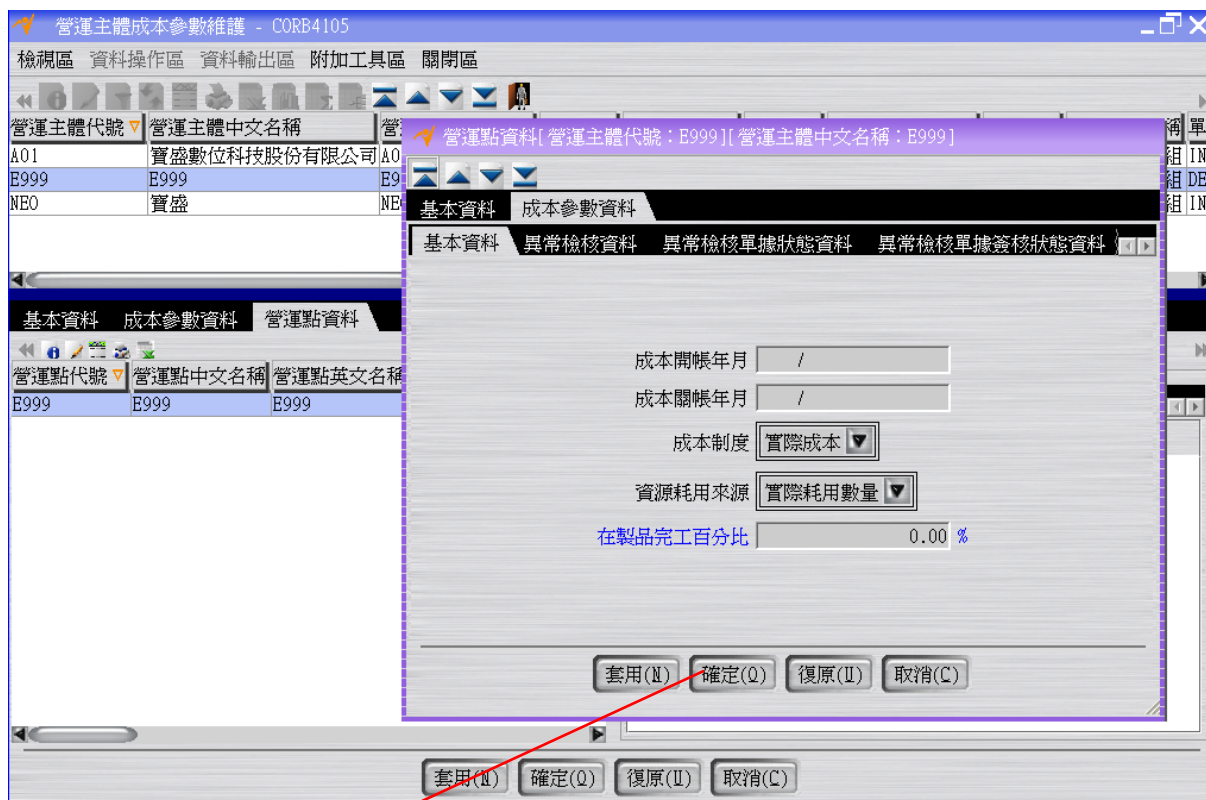 營運主體成本參數維護 - CORB4105
檢視區 資料操作區 資料輸出區 附加工具區 關閉區
營運主體代號 營運主體中文名稱 營 稱 單
A01 寶盛數位科技股份有限公司 A0 組 IN
E999 E999 E9 組 DE
NEO 寶盛 NE 組 IN
營運點資料[營運主體代號：E999][營運主體中文名稱：E999]
基本資料 成本參數資料
基本資料 異常檢核資料 異常檢核單據狀態資料 異常檢核單據簽核狀態資料
成本開帳年月 /
成本關帳年月 /
成本制度 實際成本
資源耗用來源 實際耗用數量
在製品完工百分比 0.00 %
套用(N) 確定(O) 復原(U) 取消(C)
基本資料 成本參數資料 營運點資料
營運點代號 營運點中文名稱 營運點英文名稱
E999 E999 E999
套用(N) 確定(O) 復原(U) 取消(C)